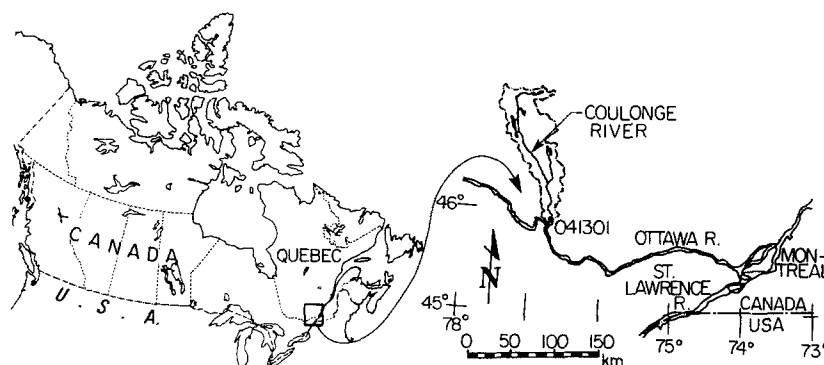 CANADA
QUEBEC
U.S.A.
COULONGE
RIVER
46°
041301
OTTAWA R.
MON-
TREAL
ST.
LAWRENCE
R.
N
45°
78°
CANADA
USA
75°
74°
73°
0 50 100 150
km